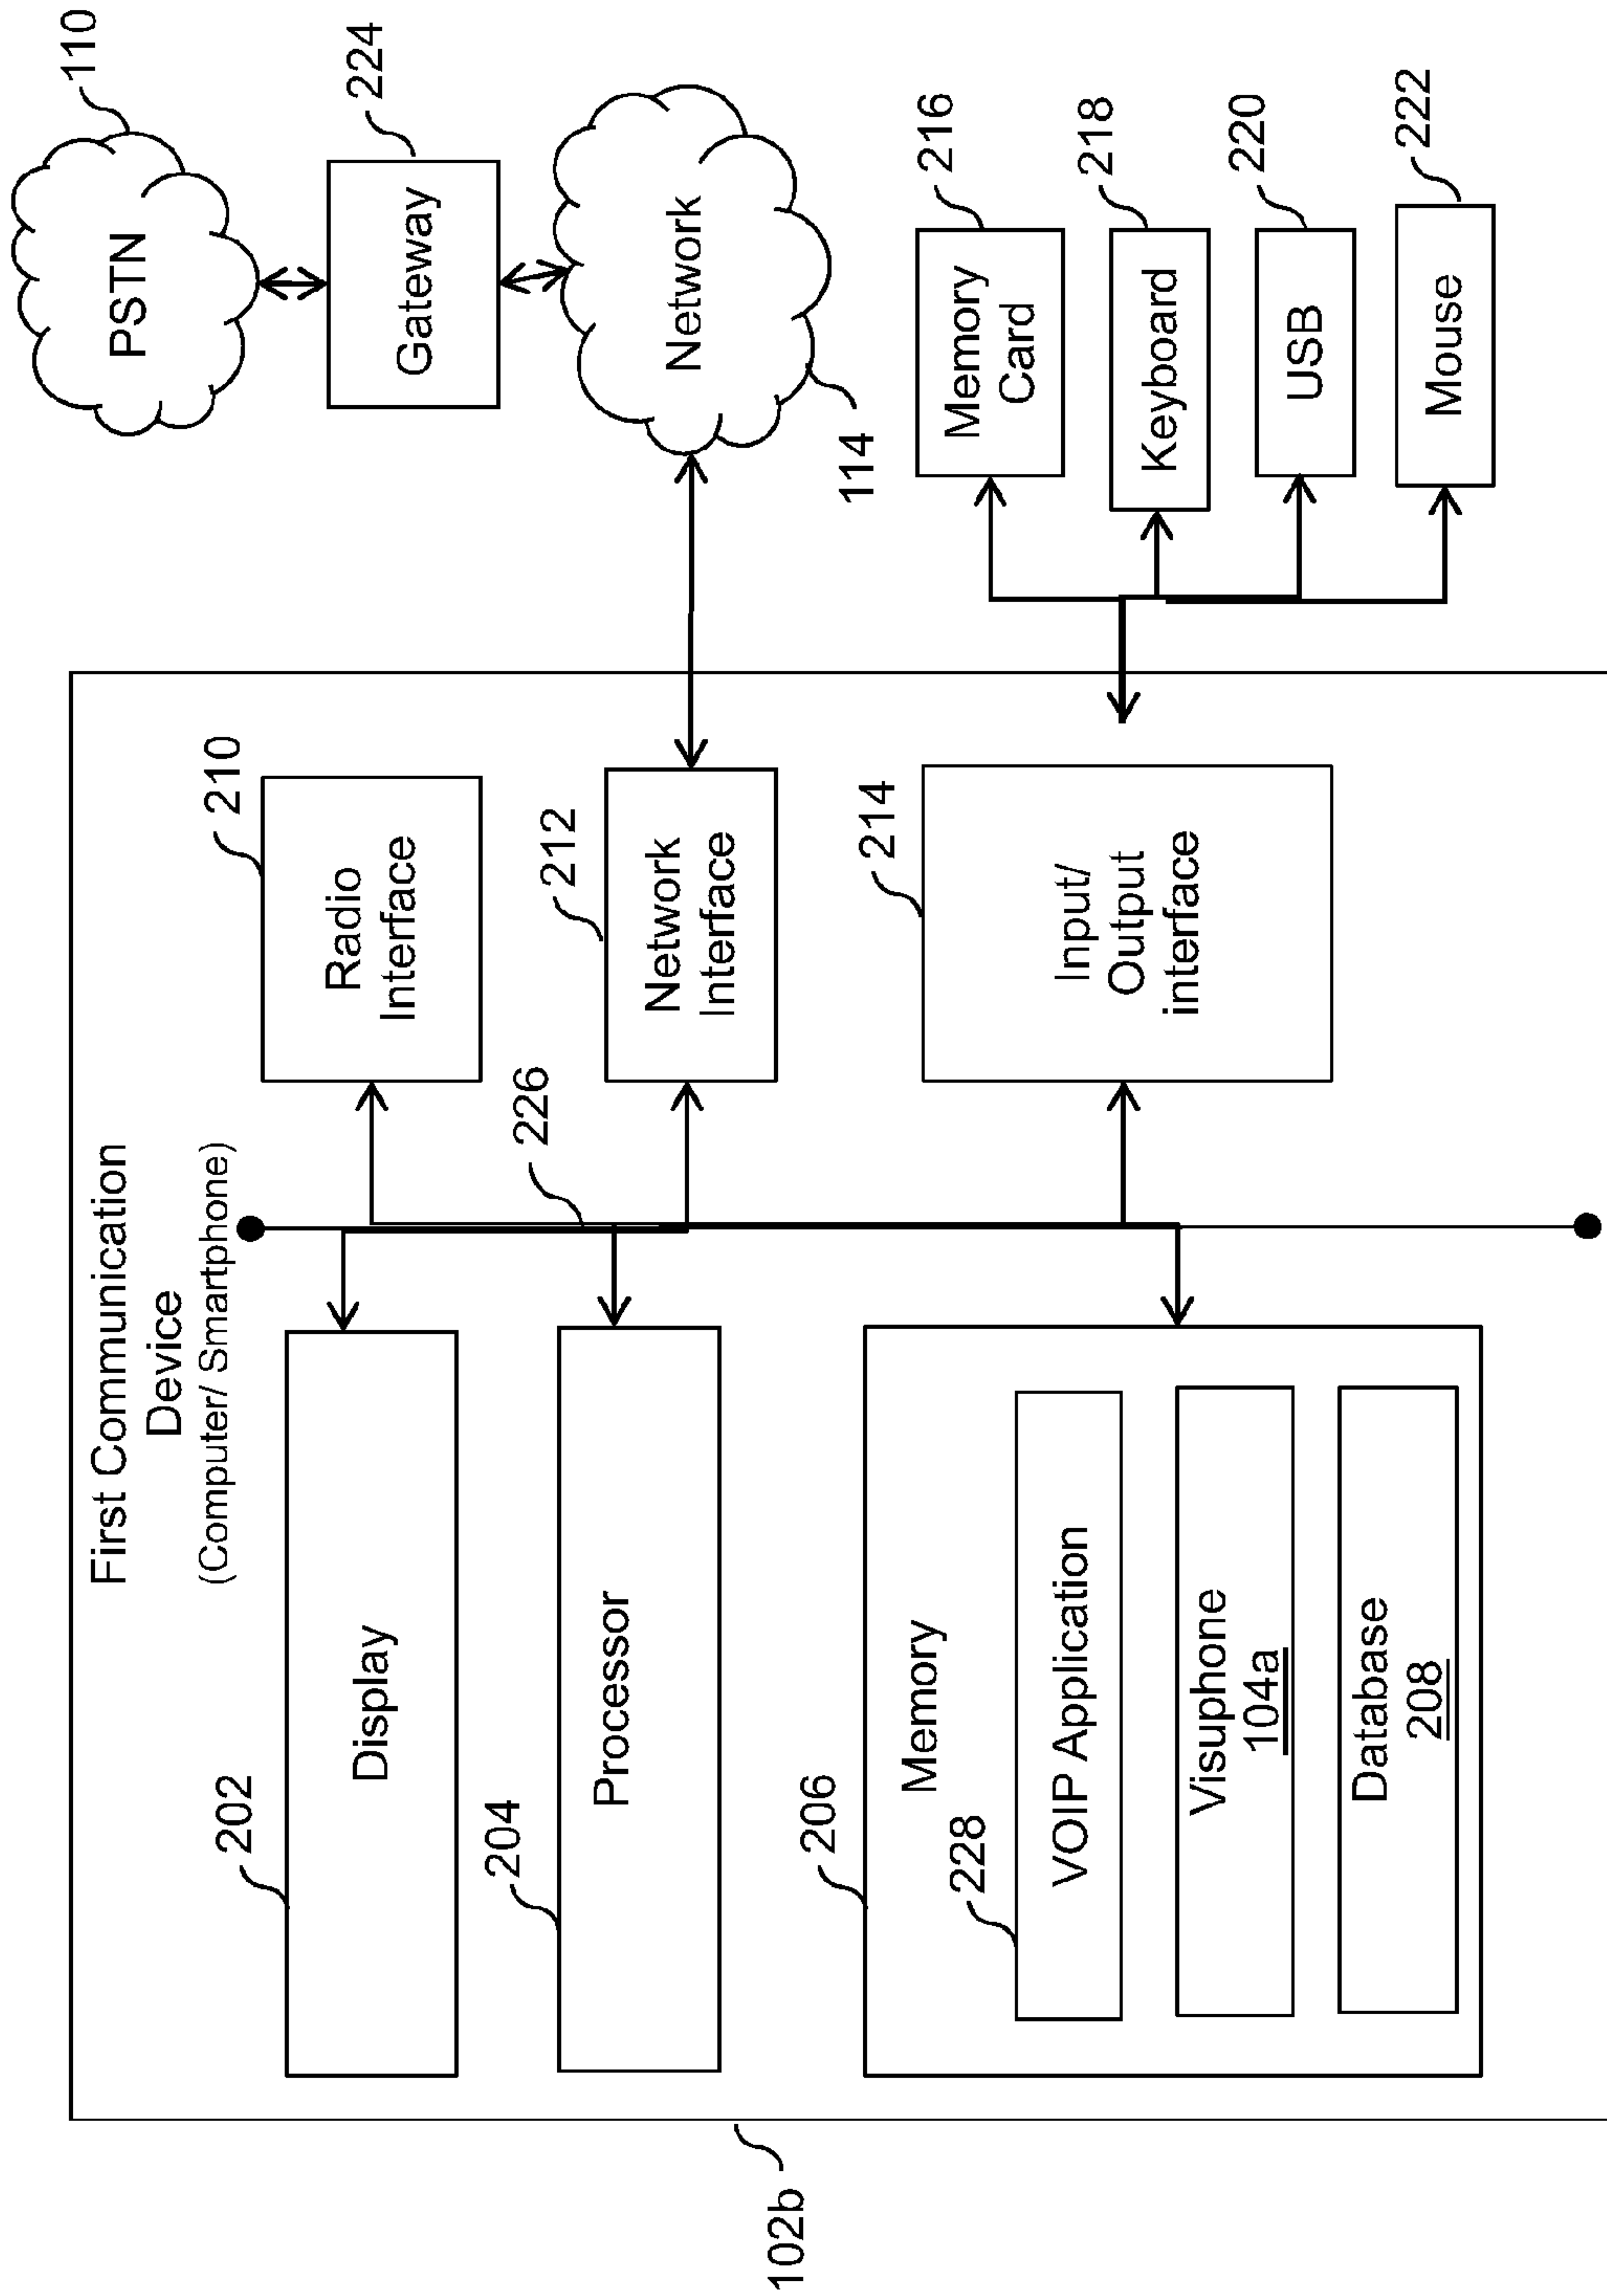 First Communication
Device
(Computer/ Smartphone)
102b
202
Display
204
Processor
206
Memory
228
VOIP Application
Visuphone
104a
Database
208
226
210
Radio
Interface
212
Network
Interface
214
Input/
Output
interface
PSTN
110
Gateway
224
Network
114
Memory
Card
216
Keyboard
218
USB
220
Mouse
222